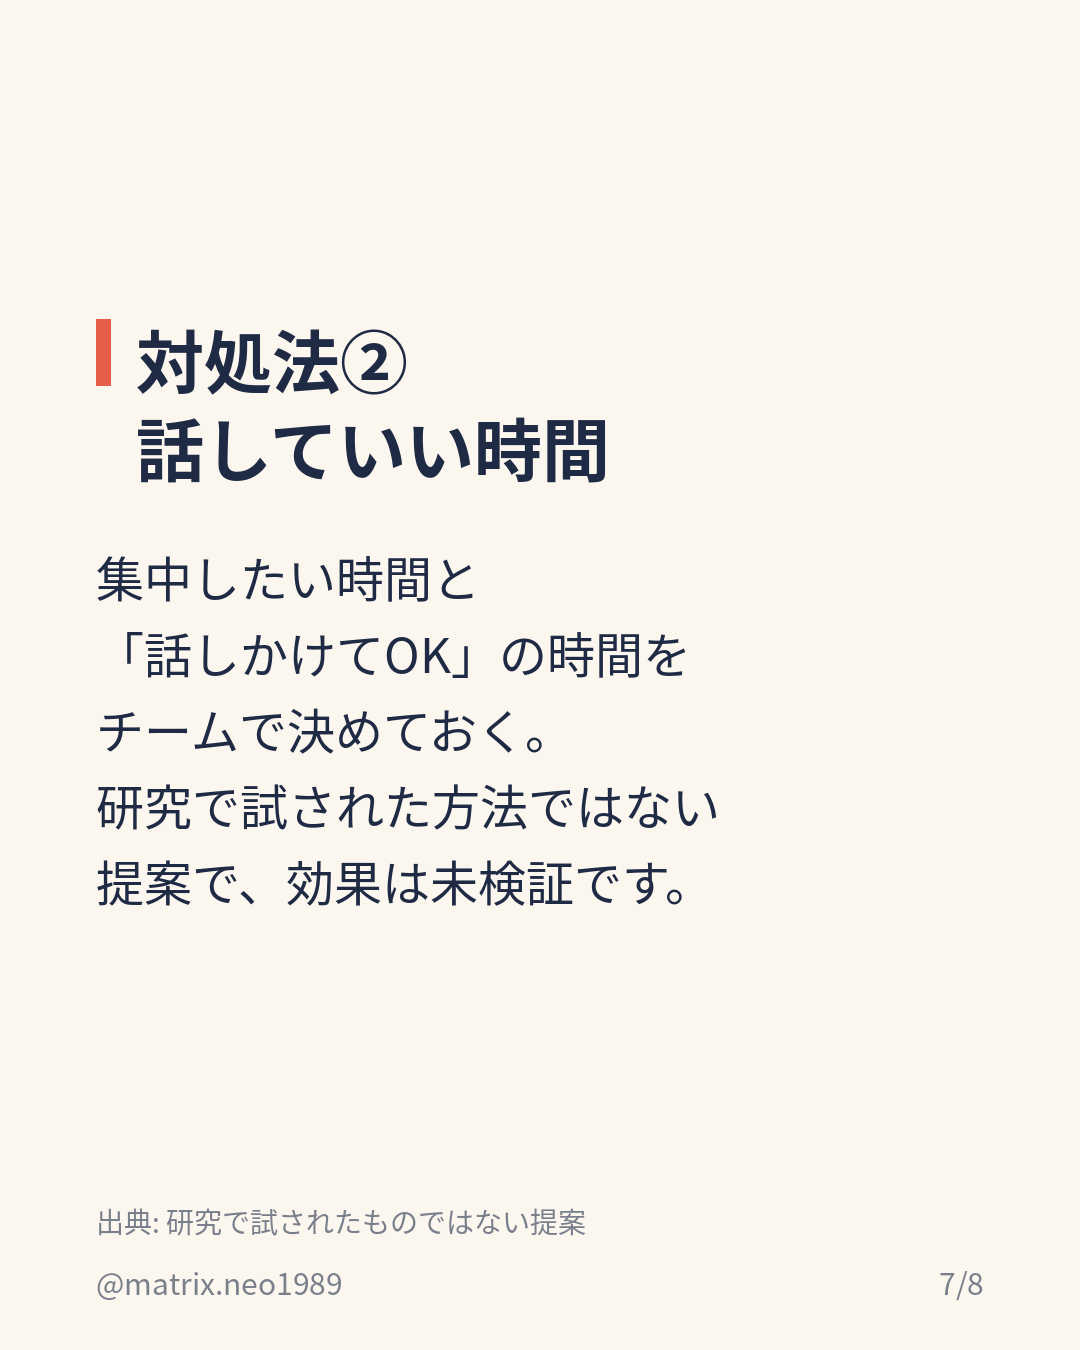 対処法②
話していい時間
集中したい時間と
「話しかけてOK」の時間を
チームで決めておく。
研究で試された方法ではない
提案で、効果は未検証です。
出典: 研究で試されたものではない提案
@matrix.neo1989
7/8